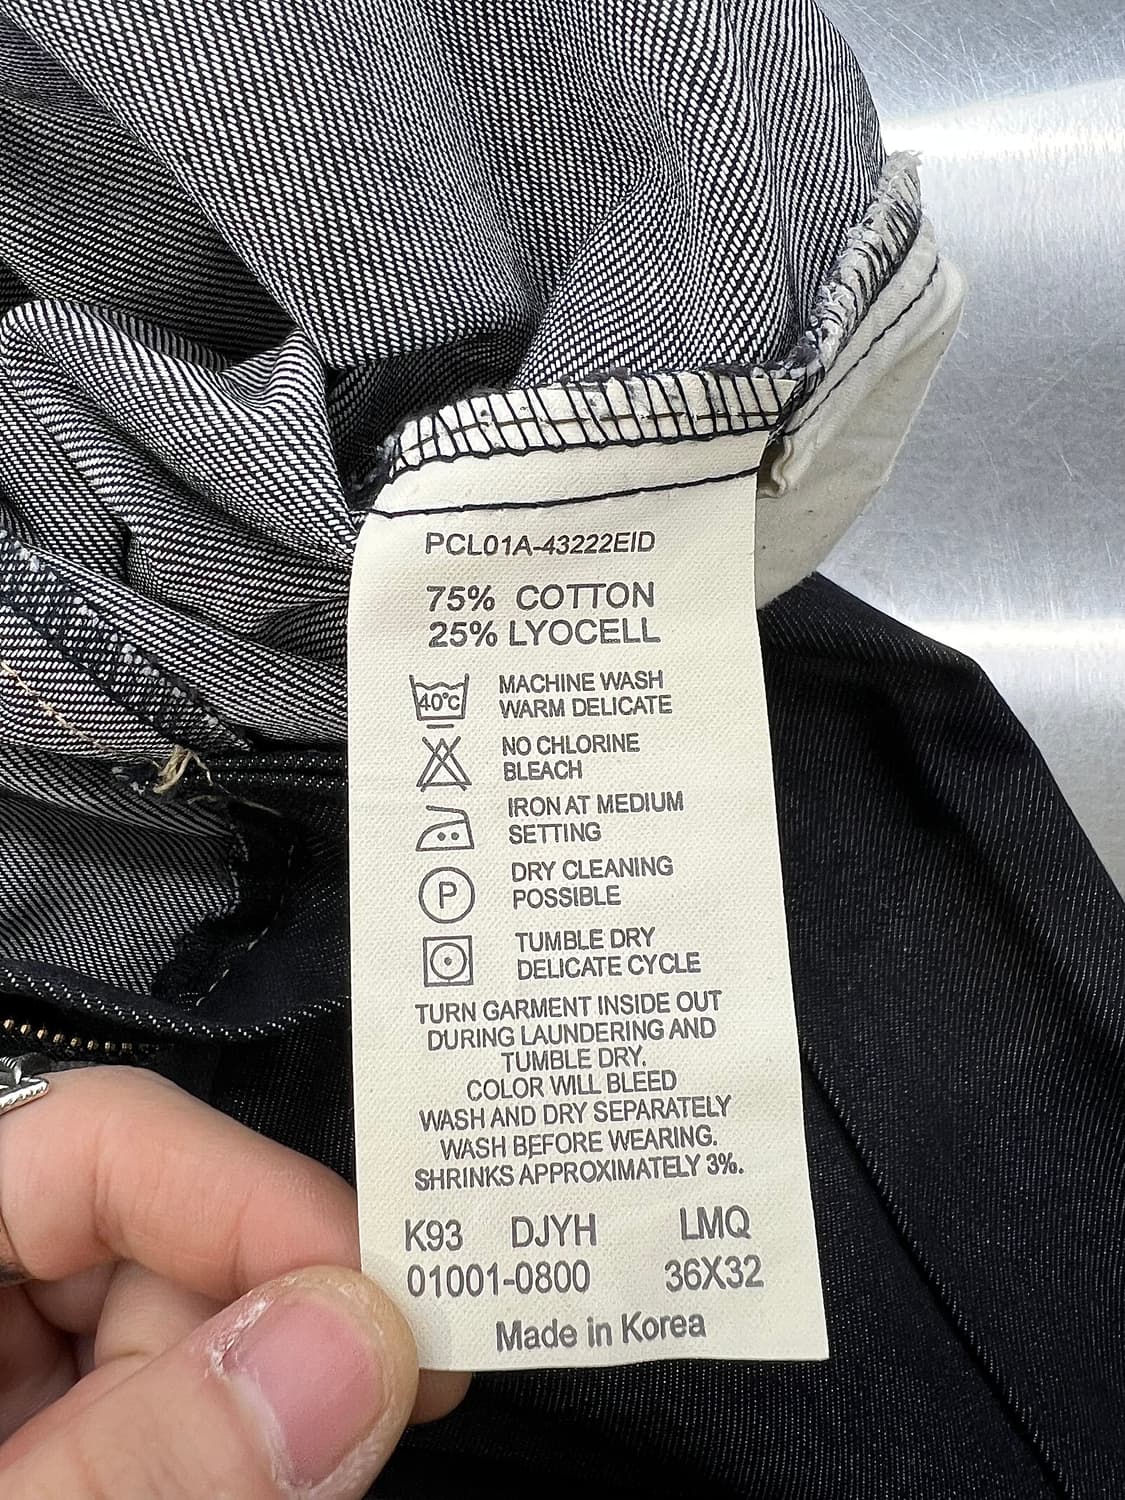 PCL01A-43222EID
75% COTTON
25% LYOCELL
40°C MACHINE WASH
WARM DELICATE
NO CHLORINE
BLEACH
IRON AT MEDIUM
SETTING
P DRY CLEANING
POSSIBLE
TUMBLE DRY
DELICATE CYCLE
TURN GARMENT INSIDE OUT
DURING LAUNDERING AND
TUMBLE DRY.
COLOR WILL BLEED
WASH AND DRY SEPARATELY
WASH BEFORE WEARING.
SHRINKS APPROXIMATELY 3%.
K93 DJYH LMQ
01001-0800 36X32
Made in Korea